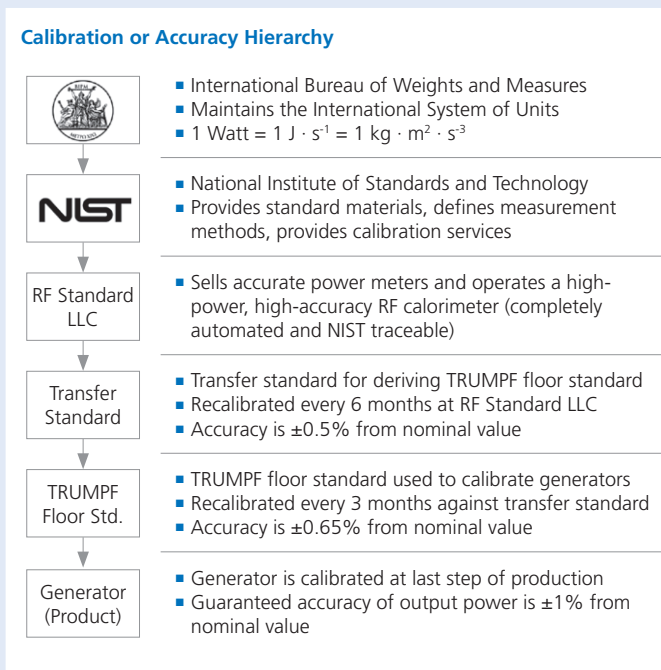 Calibration or Accuracy Hierarchy
BIPM
▪ International Bureau of Weights and Measures
▪ Maintains the International System of Units
▪ 1 Watt = 1 J · s⁻¹ = 1 kg · m² · s⁻³
NIST
▪ National Institute of Standards and Technology
▪ Provides standard materials, defines measurement
methods, provides calibration services
RF Standard
LLC
▪ Sells accurate power meters and operates a high-
power, high-accuracy RF calorimeter (completely
automated and NIST traceable)
Transfer
Standard
▪ Transfer standard for deriving TRUMPF floor standard
▪ Recalibrated every 6 months at RF Standard LLC
▪ Accuracy is ±0.5% from nominal value
TRUMPF
Floor Std.
▪ TRUMPF floor standard used to calibrate generators
▪ Recalibrated every 3 months against transfer standard
▪ Accuracy is ±0.65% from nominal value
Generator
(Product)
▪ Generator is calibrated at last step of production
▪ Guaranteed accuracy of output power is ±1% from
nominal value